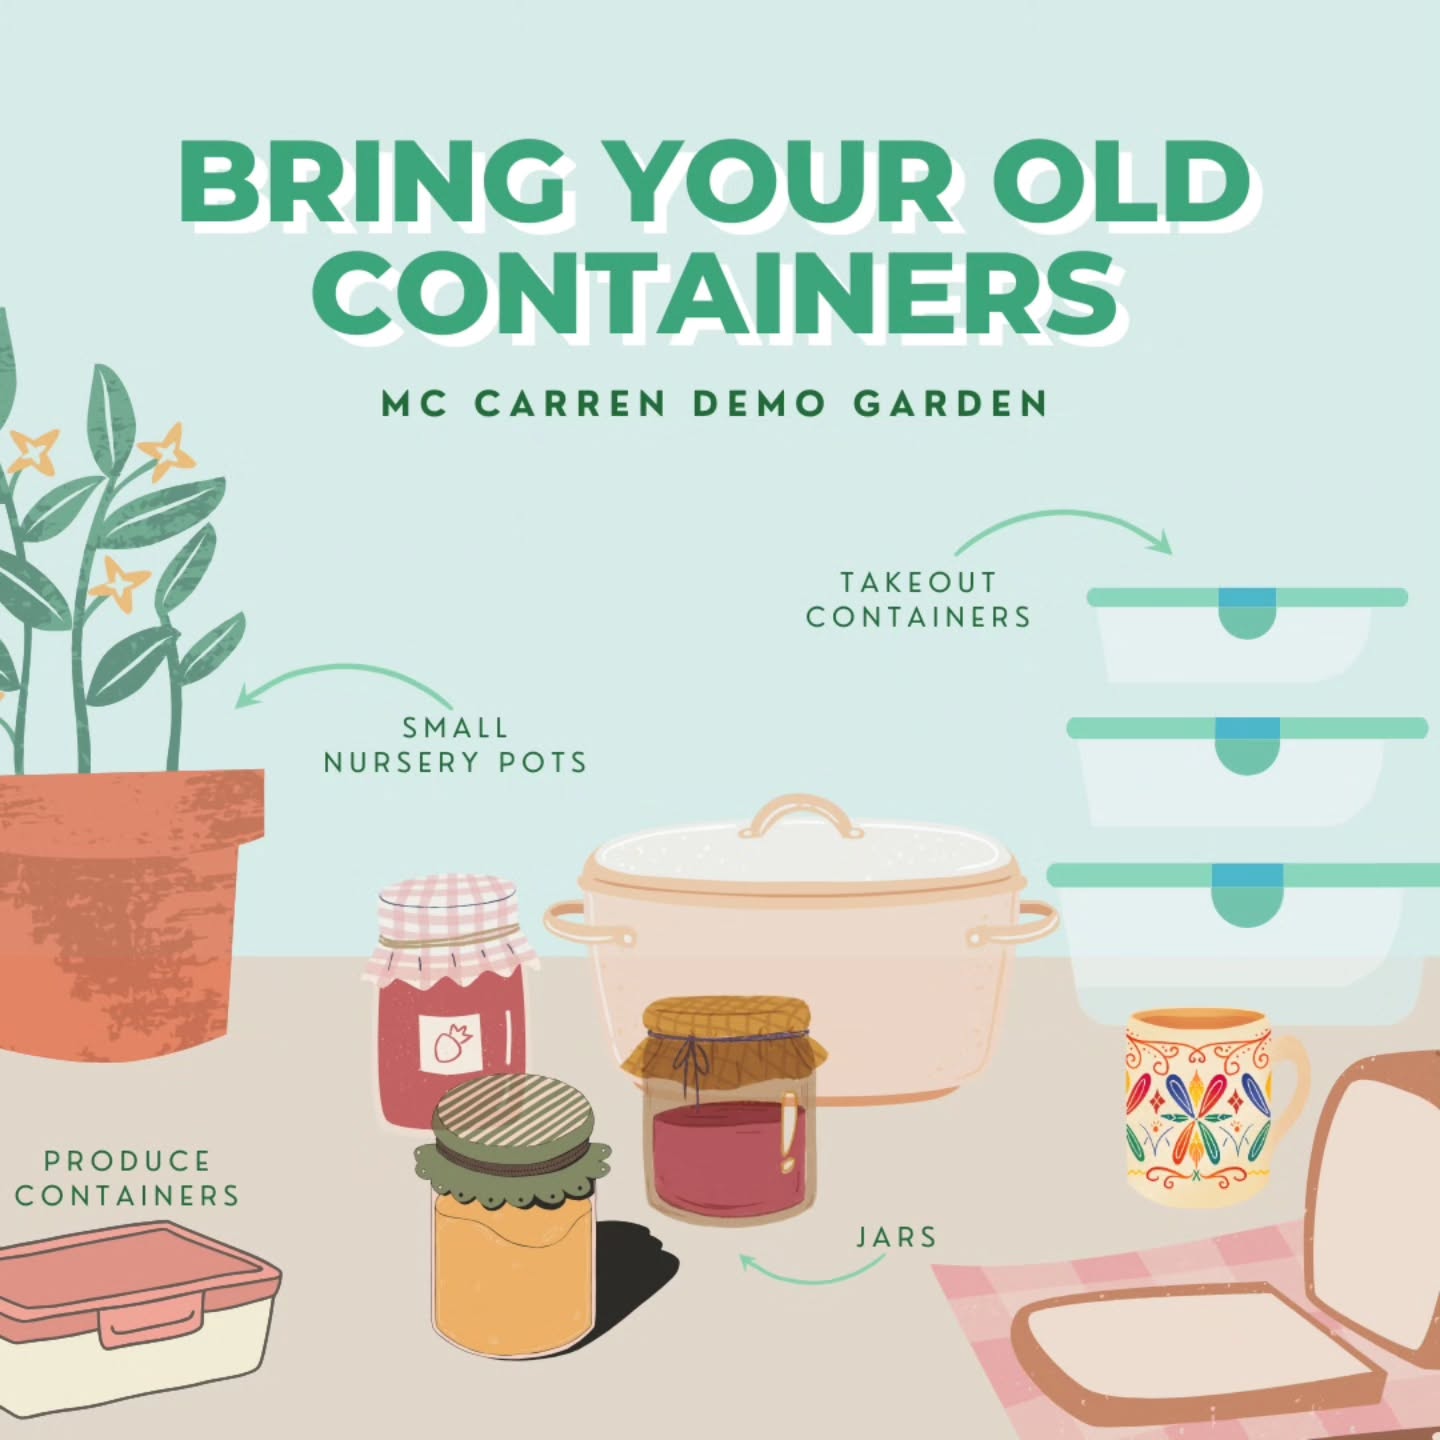 BRING YOUR OLD
CONTAINERS
MC CARREN DEMO GARDEN
TAKEOUT
CONTAINERS
SMALL
NURSERY POTS
PRODUCE
CONTAINERS
JARS